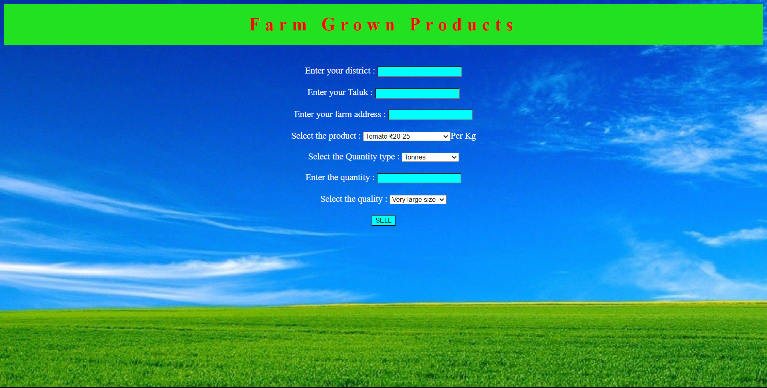 Farm Grown Products
Enter your district :
Enter your Taluk :
Enter your farm address :
Select the product : Tomato ₹20-25 Per Kg
Select the Quantity type : Tonnes
Enter the quantity :
Select the quality : Very large size
SELL